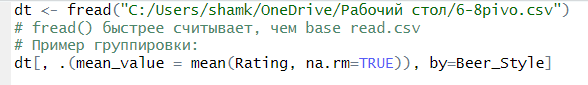 dt <- fread("C:/Users/shamk/OneDrive/Рабочий стол/6-8pivo.csv")
# fread() быстрее считывает, чем base read.csv
# Пример группировки:
dt[, .(mean_value = mean(Rating, na.rm=TRUE)), by=Beer_Style]